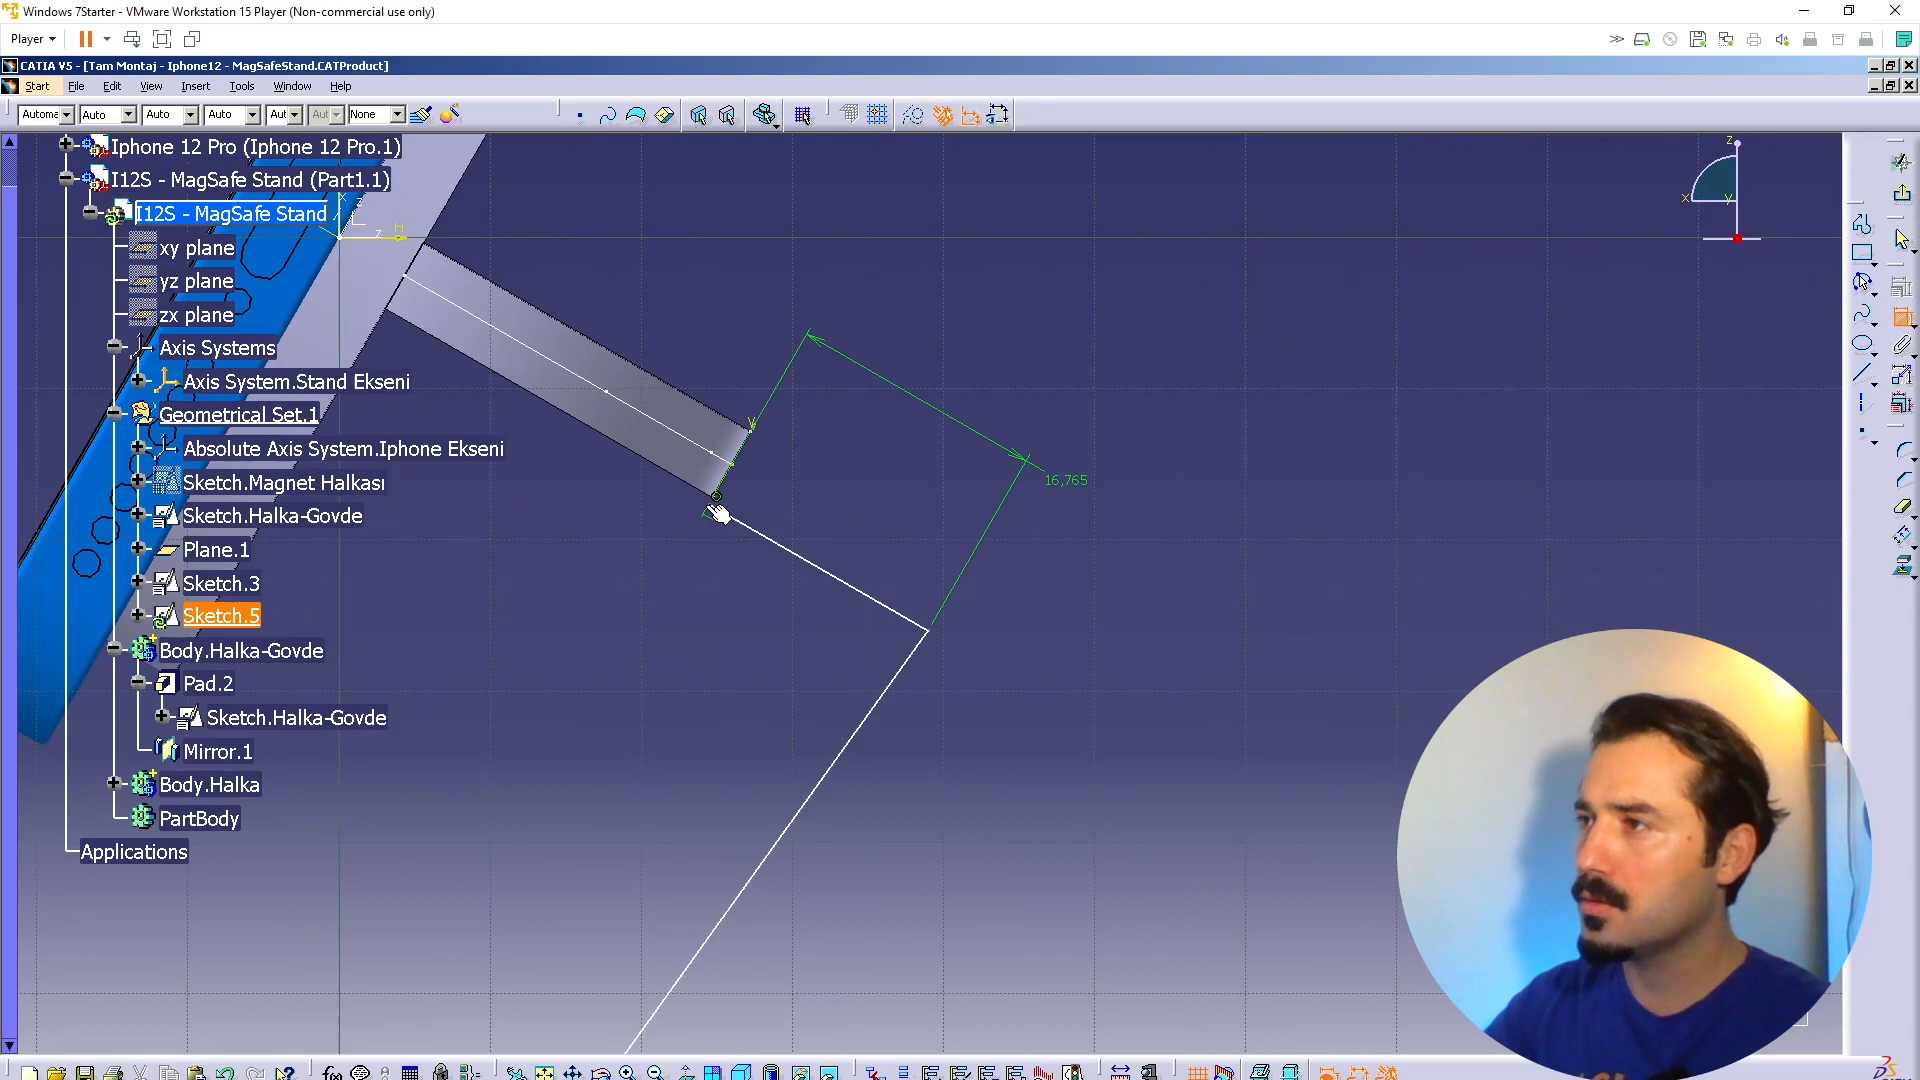 Windows 7Starter - VMware Workstation 15 Player (Non-commercial use only)
Player
CATIA V5 - [Tam Montaj - Iphone12 - MagSafeStand.CATProduct]
Start File Edit View Insert Tools Window Help
Automa Auto Auto Auto Aut Aut None
Iphone 12 Pro (Iphone 12 Pro.1)
I12S - MagSafe Stand (Part1.1)
I12S - MagSafe Stand
xy plane
yz plane
zx plane
Axis Systems
Axis System.Stand Ekseni
Geometrical Set.1
Absolute Axis System.Iphone Ekseni
Sketch.Magnet Halkası
Sketch.Halka-Govde
Plane.1
Sketch.3
Sketch.5
Body.Halka-Govde
Pad.2
Sketch.Halka-Govde
Mirror.1
Body.Halka
PartBody
Applications
H
z
V
16,765
z
x
y